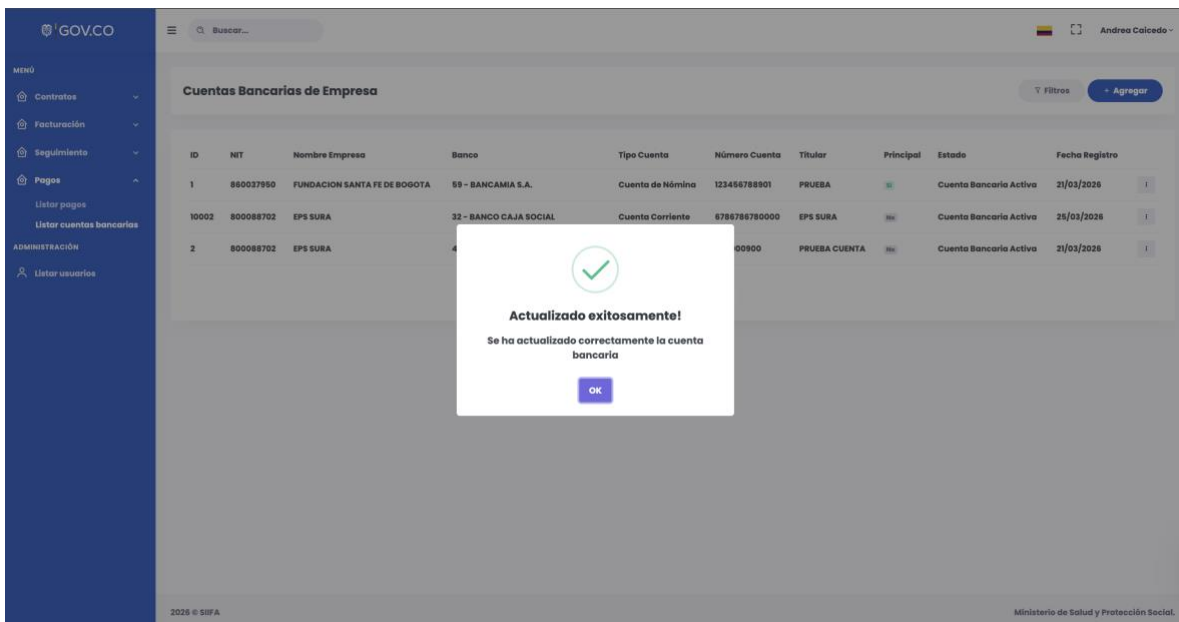 GOV.CO
Buscar...
Andrea Caicedo
MENÚ
Contratos
Facturación
Seguimiento
Pagos
Listar pagos
Listar cuentas bancarias
ADMINISTRACIÓN
Listar usuarios
Cuentas Bancarias de Empresa
Filtros
+ Agregar
ID NIT Nombre Empresa Banco Tipo Cuenta Número Cuenta Titular Principal Estado Fecha Registro
1 860037950 FUNDACION SANTA FE DE BOGOTA 59 - BANCAMIA S.A. Cuenta de Nómina 123456788901 PRUEBA SI Cuenta Bancaria Activa 21/03/2026
10002 800088702 EPS SURA 32 - BANCO CAJA SOCIAL Cuenta Corriente 6786786780000 EPS SURA No Cuenta Bancaria Activa 25/03/2026
2 800088702 EPS SURA 4 00900 PRUEBA CUENTA No Cuenta Bancaria Activa 21/03/2026
Actualizado exitosamente!
Se ha actualizado correctamente la cuenta
bancaria
OK
2026 © SIIFA
Ministerio de Salud y Protección Social.